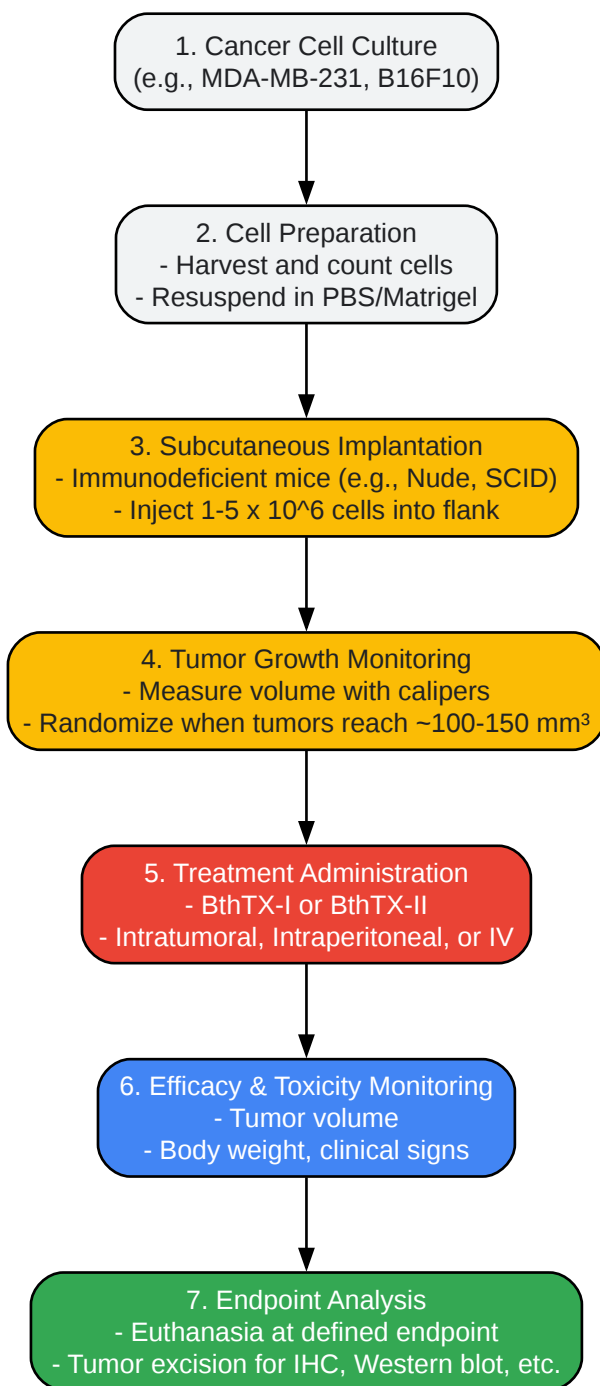 1. Cancer Cell Culture
(e.g., MDA-MB-231, B16F10)
2. Cell Preparation
- Harvest and count cells
- Resuspend in PBS/Matrigel
3. Subcutaneous Implantation
- Immunodeficient mice (e.g., Nude, SCID)
- Inject 1-5 x 10^6 cells into flank
4. Tumor Growth Monitoring
- Measure volume with calipers
- Randomize when tumors reach ~100-150 mm³
5. Treatment Administration
- BthTX-I or BthTX-II
- Intratumoral, Intraperitoneal, or IV
6. Efficacy & Toxicity Monitoring
- Tumor volume
- Body weight, clinical signs
7. Endpoint Analysis
- Euthanasia at defined endpoint
- Tumor excision for IHC, Western blot, etc.